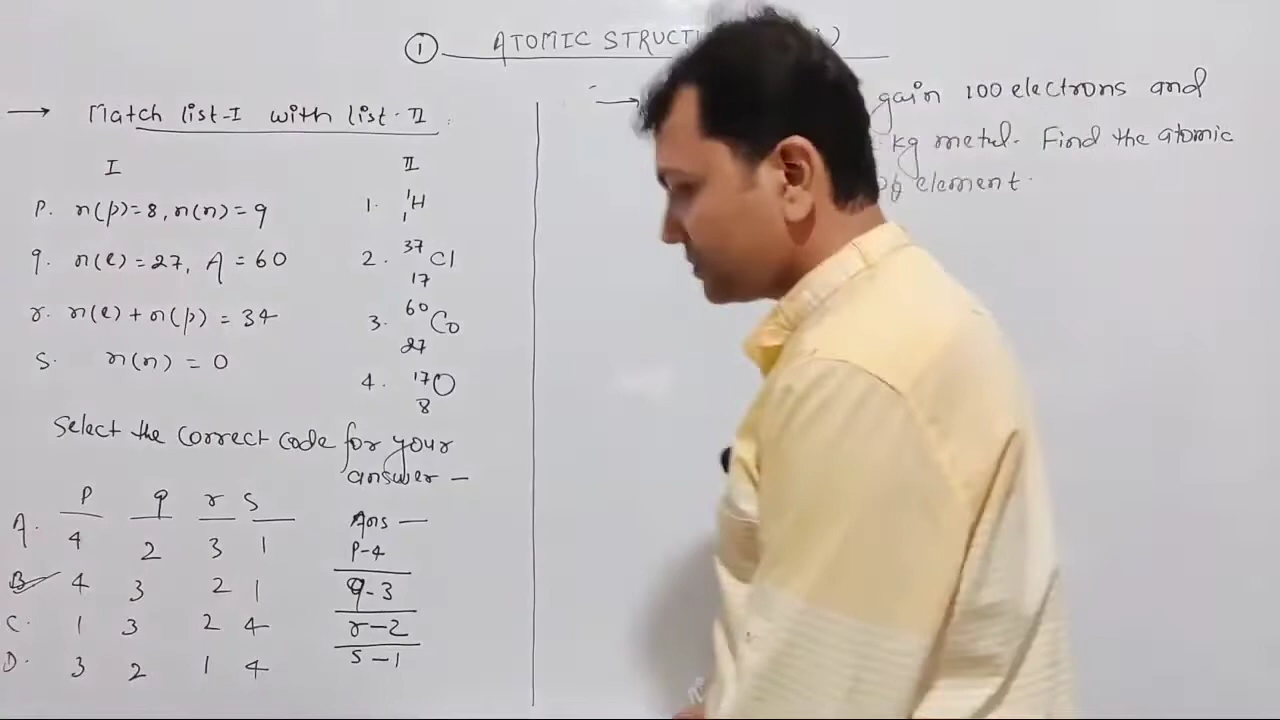 ① ATOMIC STRUCT )
→ Match list-I with list-II
I II
P. n(p)=8, n(n)=9
q. n(e)=27, A=60
r. n(e)+n(p)=34
S. n(n)=0
1. ¹₁H
2. ³⁷₁₇Cl
3. ⁶⁰₂₇Co
4. ¹⁷₈O
Select the correct code for your
answer —
P q r S
A. 4 2 3 1
B. 4 3 2 1
C. 1 3 2 4
D. 3 2 1 4
Ans —
P-4
q-3
r-2
S-1
→ gain 100 electrons and
kg metal. Find the atomic
of element.